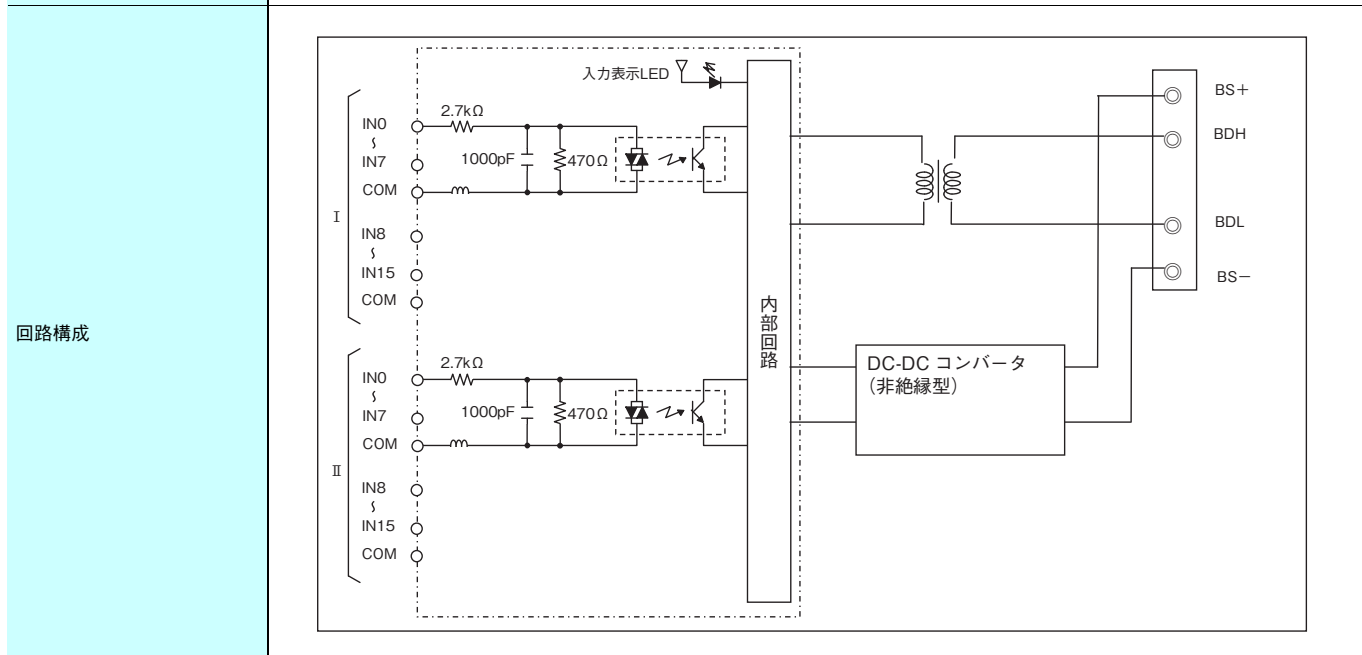 回路構成
入力表示LED
I
IN0
~
IN7
COM
IN8
~
IN15
COM
2.7kΩ
1000pF
470Ω
II
IN0
~
IN7
COM
IN8
~
IN15
COM
2.7kΩ
1000pF
470Ω
内部回路
DC-DC コンバータ
(非絶縁型)
BS+
BDH
BDL
BS−